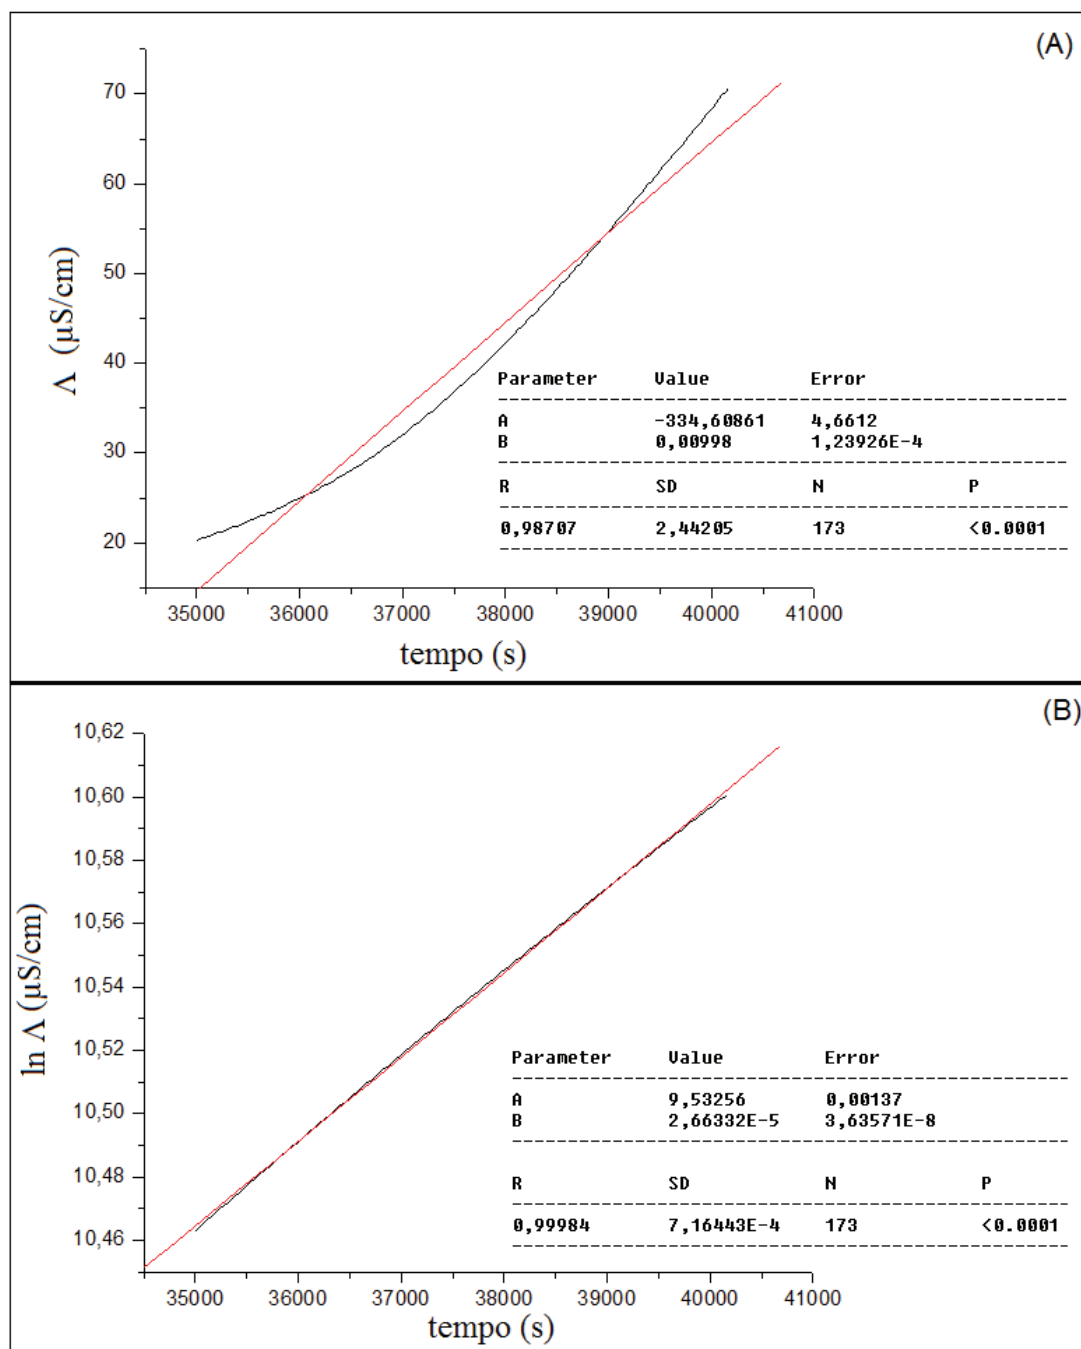 (A)
Λ (µS/cm)
70
60
50
40
30
20
Parameter Value Error
A -334,60861 4,6612
B 0,00998 1,23926E-4
R SD N P
0,98707 2,44205 173 <0.0001
35000 36000 37000 38000 39000 40000 41000
tempo (s)
(B)
ln Λ (µS/cm)
10,62
10,60
10,58
10,56
10,54
10,52
10,50
10,48
10,46
Parameter Value Error
A 9,53256 0,00137
B 2,66332E-5 3,63571E-8
R SD N P
0,99984 7,16443E-4 173 <0.0001
35000 36000 37000 38000 39000 40000 41000
tempo (s)